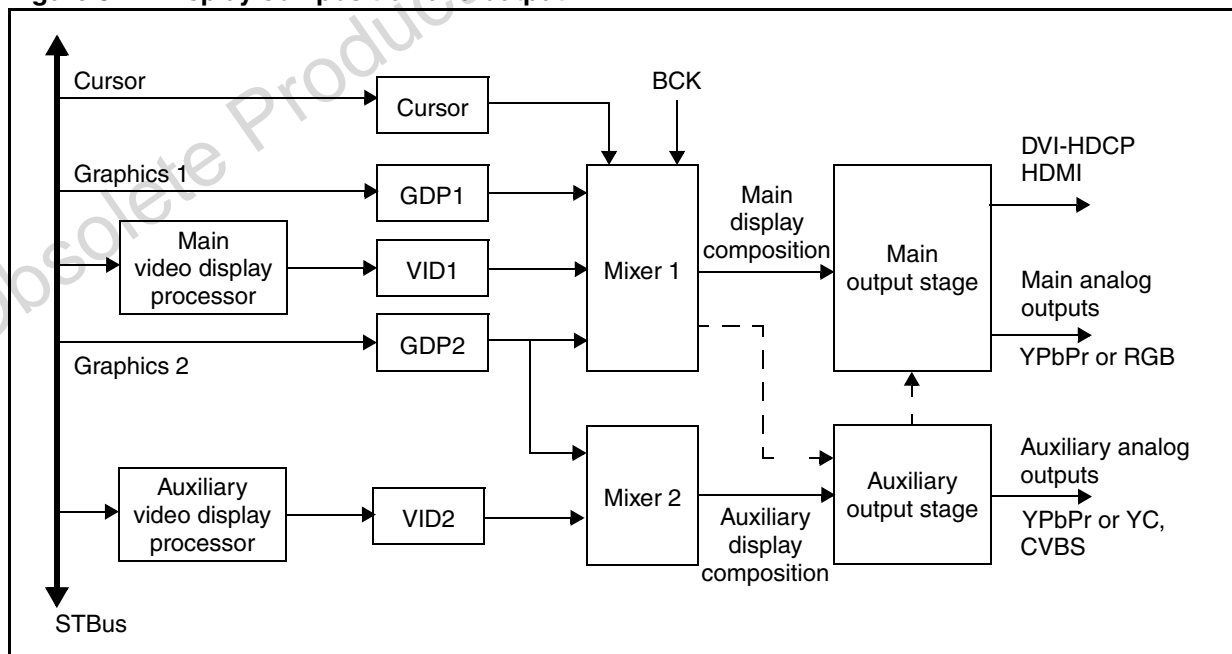 Cursor
Cursor
BCK
DVI-HDCP
HDMI
Graphics 1
GDP1
Main
display
composition
Main
video display
processor
VID1
Mixer 1
Main
output stage
Main analog
outputs
YPbPr or RGB
GDP2
Graphics 2
Auxiliary
video display
processor
VID2
Mixer 2
Auxiliary
display
composition
Auxiliary
output stage
Auxiliary analog
outputs
YPbPr or YC,
CVBS
STBus